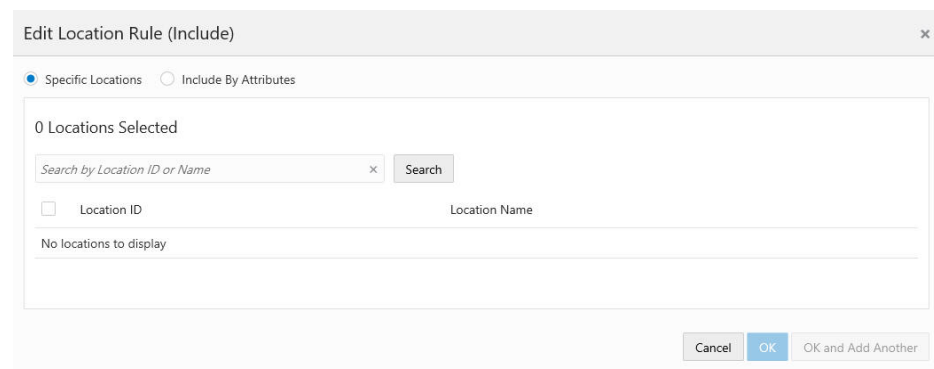 Edit Location Rule (Include) ×
Specific Locations Include By Attributes
0 Locations Selected
Search by Location ID or Name × Search
Location ID Location Name
No locations to display
Cancel OK OK and Add Another